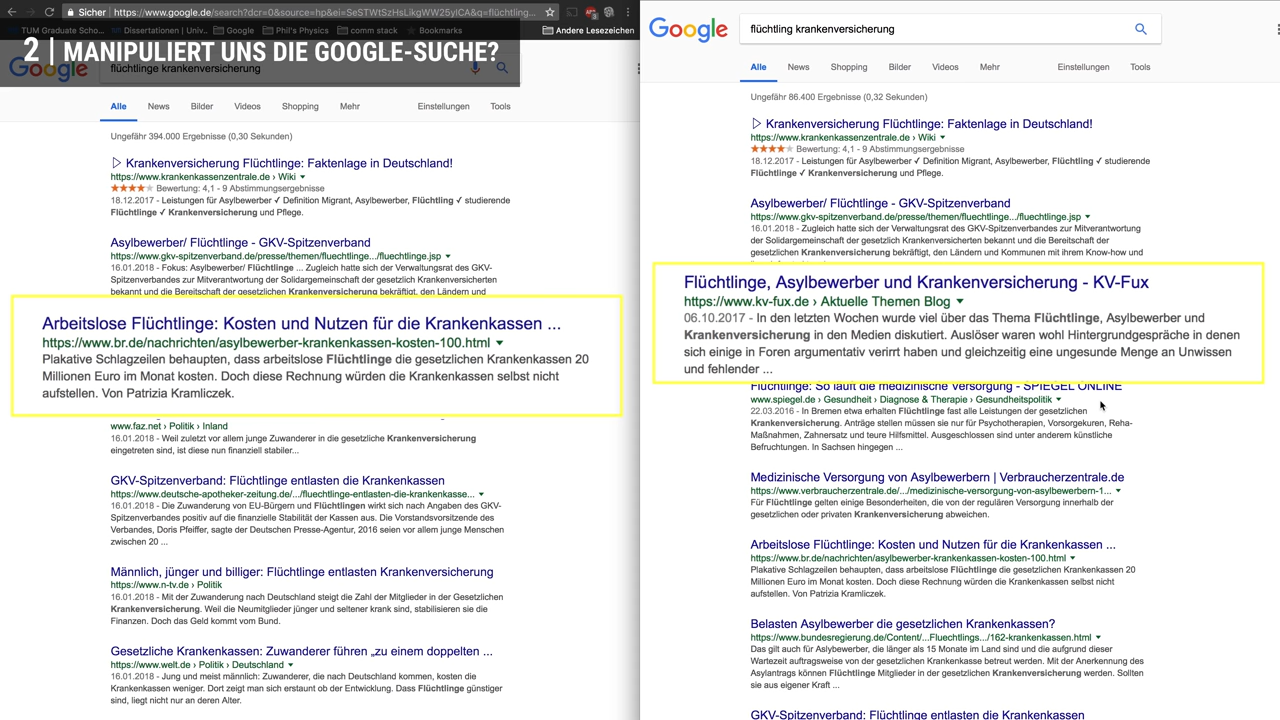 Sicher
https://www.google.de/search?dcr=0&source=hp&ei=SeSTWtSzHsLikgWW25yICA&q=flüchtling...
TUM Graduate Schoo...
Dissertationen | Univ...
Google
Phil's Physics
comm stack
Bookmarks
Andere Lesezeichen
2 | MANIPULIERT UNS DIE GOOGLE-SUCHE?
Google
flüchtling krankenversicherung
Alle News Bilder Videos Shopping Mehr Einstellungen Tools
Ungefähr 394.000 Ergebnisse (0,30 Sekunden)
▷ Krankenversicherung Flüchtlinge: Faktenlage in Deutschland!
https://www.krankenkassenzentrale.de › Wiki ▼
★★★★★ Bewertung: 4,1 - 9 Abstimmungsergebnisse
18.12.2017 - Leistungen für Asylbewerber ✓ Definition Migrant, Asylbewerber, Flüchtling ✓ studierende
Flüchtlinge ✓ Krankenversicherung und Pflege.
Asylbewerber/ Flüchtlinge - GKV-Spitzenverband
https://www.gkv-spitzenverband.de/presse/themen/fluechtlinge.../fluechtlinge.jsp ▼
16.01.2018 - Fokus: Asylbewerber/ Flüchtlinge ... Zugleich hatte sich der Verwaltungsrat des GKV-
Spitzenverbandes zur Mitverantwortung der Solidargemeinschaft der gesetzlich Krankenversicherten
bekannt und die Bereitschaft der gesetzlichen Krankenversicherung bekräftigt, den Ländern und
Arbeitslose Flüchtlinge: Kosten und Nutzen für die Krankenkassen ...
https://www.br.de/nachrichten/asylbewerber-krankenkassen-kosten-100.html ▼
Plakative Schlagzeilen behaupten, dass arbeitslose Flüchtlinge die gesetzlichen Krankenkassen 20
Millionen Euro im Monat kosten. Doch diese Rechnung würden die Krankenkassen selbst nicht
aufstellen. Von Patrizia Kramliczek.
www.faz.net › Politik › Inland
16.01.2018 - Weil zuletzt vor allem junge Zuwanderer in die gesetzliche Krankenversicherung
eingetreten sind, ist diese nun finanziell stabiler...
GKV-Spitzenverband: Flüchtlinge entlasten die Krankenkassen
https://www.deutsche-apotheker-zeitung.de/.../fluechtlinge-entlasten-die-krankenkasse... ▼
16.01.2018 - Die Zuwanderung von EU-Bürgern und Flüchtlingen wirkt sich nach Angaben des GKV-
Spitzenverbandes positiv auf die finanzielle Stabilität der Kassen aus. Die Vorstandsvorsitzende des
Verbandes, Doris Pfeiffer, sagte der Deutschen Presse-Agentur, 2016 seien vor allem junge Menschen
zwischen 20 ...
Männlich, jünger und billiger: Flüchtlinge entlasten Krankenversicherung
https://www.n-tv.de › Politik
16.01.2018 - Mit der Zuwanderung nach Deutschland steigt die Zahl der Mitglieder in der Gesetzlichen
Krankenversicherung. Weil die Neumitglieder jünger und seltener krank sind, stabilisieren sie die
Finanzen. Doch das Geld kommt vom Bund.
Gesetzliche Krankenkassen: Zuwanderer führen „zu einem doppelten ...
https://www.welt.de › Politik › Deutschland ▼
16.01.2018 - Jung und meist männlich: Zuwanderer, die nach Deutschland kommen, kosten die
Krankenkassen weniger. Dort zeigt man sich erstaunt ob der Entwicklung. Dass Flüchtlinge günstiger
sind, liegt nicht nur an deren Alter.
Google
flüchtling krankenversicherung
Alle News Shopping Bilder Videos Mehr Einstellungen Tools
Ungefähr 86.400 Ergebnisse (0,32 Sekunden)
▷ Krankenversicherung Flüchtlinge: Faktenlage in Deutschland!
https://www.krankenkassenzentrale.de › Wiki ▼
★★★★★ Bewertung: 4,1 - 9 Abstimmungsergebnisse
18.12.2017 - Leistungen für Asylbewerber ✓ Definition Migrant, Asylbewerber, Flüchtling ✓ studierende
Flüchtlinge ✓ Krankenversicherung und Pflege.
Asylbewerber/ Flüchtlinge - GKV-Spitzenverband
https://www.gkv-spitzenverband.de/presse/themen/fluechtlinge.../fluechtlinge.jsp ▼
16.01.2018 - Zugleich hatte sich der Verwaltungsrat des GKV-Spitzenverbandes zur Mitverantwortung
der Solidargemeinschaft der gesetzlich Krankenversicherten bekannt und die Bereitschaft der
gesetzlichen Krankenversicherung bekräftigt, den Ländern und Kommunen mit ihrem Know-how und
Flüchtlinge, Asylbewerber und Krankenversicherung - KV-Fux
https://www.kv-fux.de › Aktuelle Themen Blog ▼
06.10.2017 - In den letzten Wochen wurde viel über das Thema Flüchtlinge, Asylbewerber und
Krankenversicherung in den Medien diskutiert. Auslöser waren wohl Hintergrundgespräche in denen
sich einige in Foren argumentativ verirrt haben und gleichzeitig eine ungesunde Menge an Unwissen
und fehlender ...
Flüchtlinge: So läuft die medizinische Versorgung - SPIEGEL ONLINE
www.spiegel.de › Gesundheit › Diagnose & Therapie › Gesundheitspolitik ▼
22.03.2016 - In Bremen etwa erhalten Flüchtlinge fast alle Leistungen der gesetzlichen
Krankenversicherung. Anträge stellen müssen sie nur für Psychotherapien, Vorsorgekuren, Reha-
Maßnahmen, Zahnersatz und teure Hilfsmittel. Ausgeschlossen sind unter anderem künstliche
Befruchtungen. In Sachsen hingegen ...
Medizinische Versorgung von Asylbewerbern | Verbraucherzentrale.de
https://www.verbraucherzentrale.de/.../medizinische-versorgung-von-asylbewerbern-1... ▼
Für Flüchtlinge gelten einige Besonderheiten, die von der regulären Versorgung innerhalb der
gesetzlichen oder privaten Krankenversicherung abweichen.
Arbeitslose Flüchtlinge: Kosten und Nutzen für die Krankenkassen ...
https://www.br.de/nachrichten/asylbewerber-krankenkassen-kosten-100.html ▼
Plakative Schlagzeilen behaupten, dass arbeitslose Flüchtlinge die gesetzlichen Krankenkassen 20
Millionen Euro im Monat kosten. Doch diese Rechnung würden die Krankenkassen selbst nicht
aufstellen. Von Patrizia Kramliczek.
Belasten Asylbewerber die gesetzlichen Krankenkassen?
https://www.bundesregierung.de/Content/...Fluechtlings.../162-krankenkassen.html ▼
Das gilt auch für Asylbewerber, die länger als 15 Monate im Land sind und die aufgrund dieser
Wartezeit auftragsweise von der gesetzlichen Krankenkasse betreut werden. Mit der Anerkennung des
Asylantrags können Flüchtlinge Mitglieder in der gesetzlichen Krankenversicherung werden. Sollten
sie aus eigener Kraft ...
GKV-Spitzenverband: Flüchtlinge entlasten die Krankenkassen